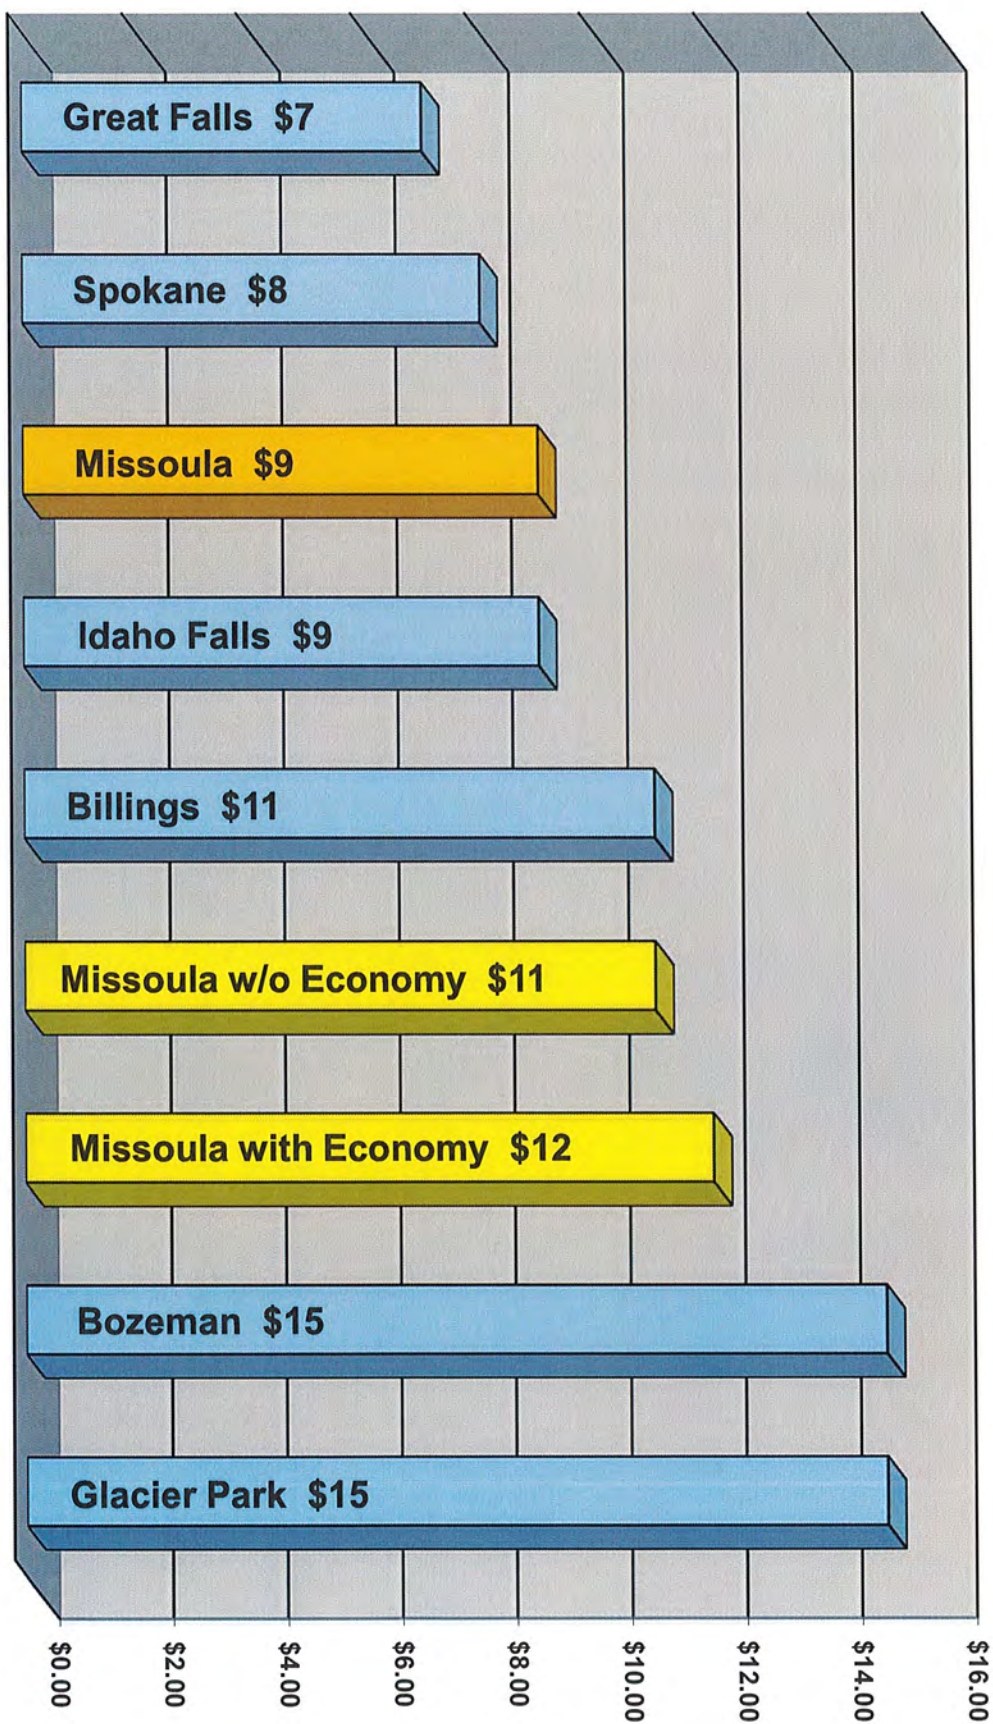 Great Falls $7
Spokane $8
Missoula $9
Idaho Falls $9
Billings $11
Missoula w/o Economy $11
Missoula with Economy $12
Bozeman $15
Glacier Park $15
$0.00
$2.00
$4.00
$6.00
$8.00
$10.00
$12.00
$14.00
$16.00